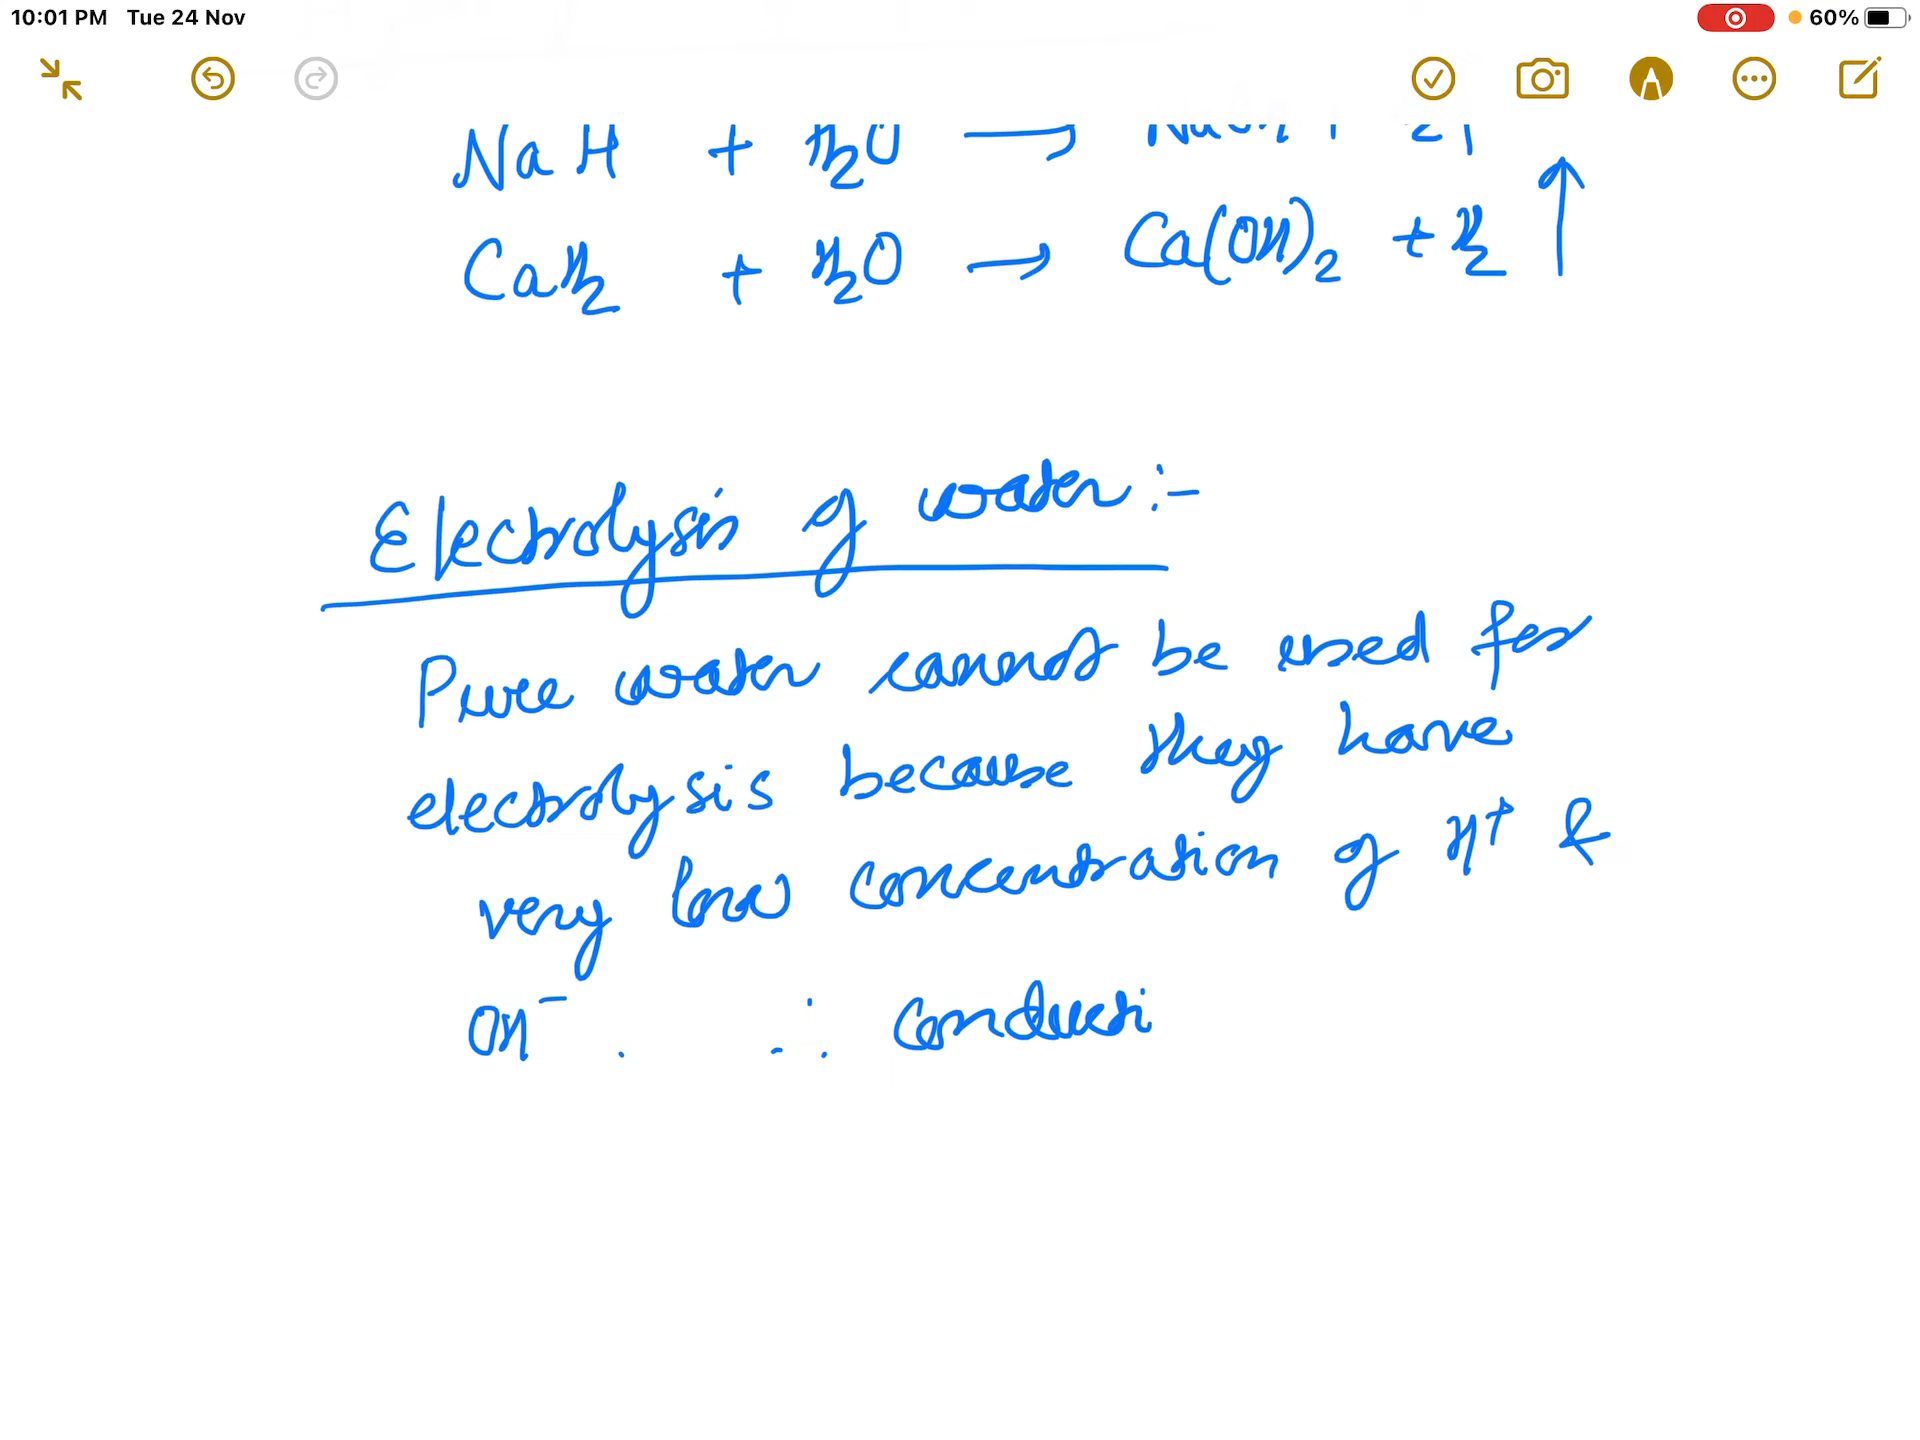 10:01 PM Tue 24 Nov 60%
NaH + H2O →
CaH2 + H2O → Ca(OH)2 + H2 ↑
Electrolysis of water :-
Pure water cannot be used for
electrolysis because they have
very low concentration of H+ &
OH- . ∴ conducti